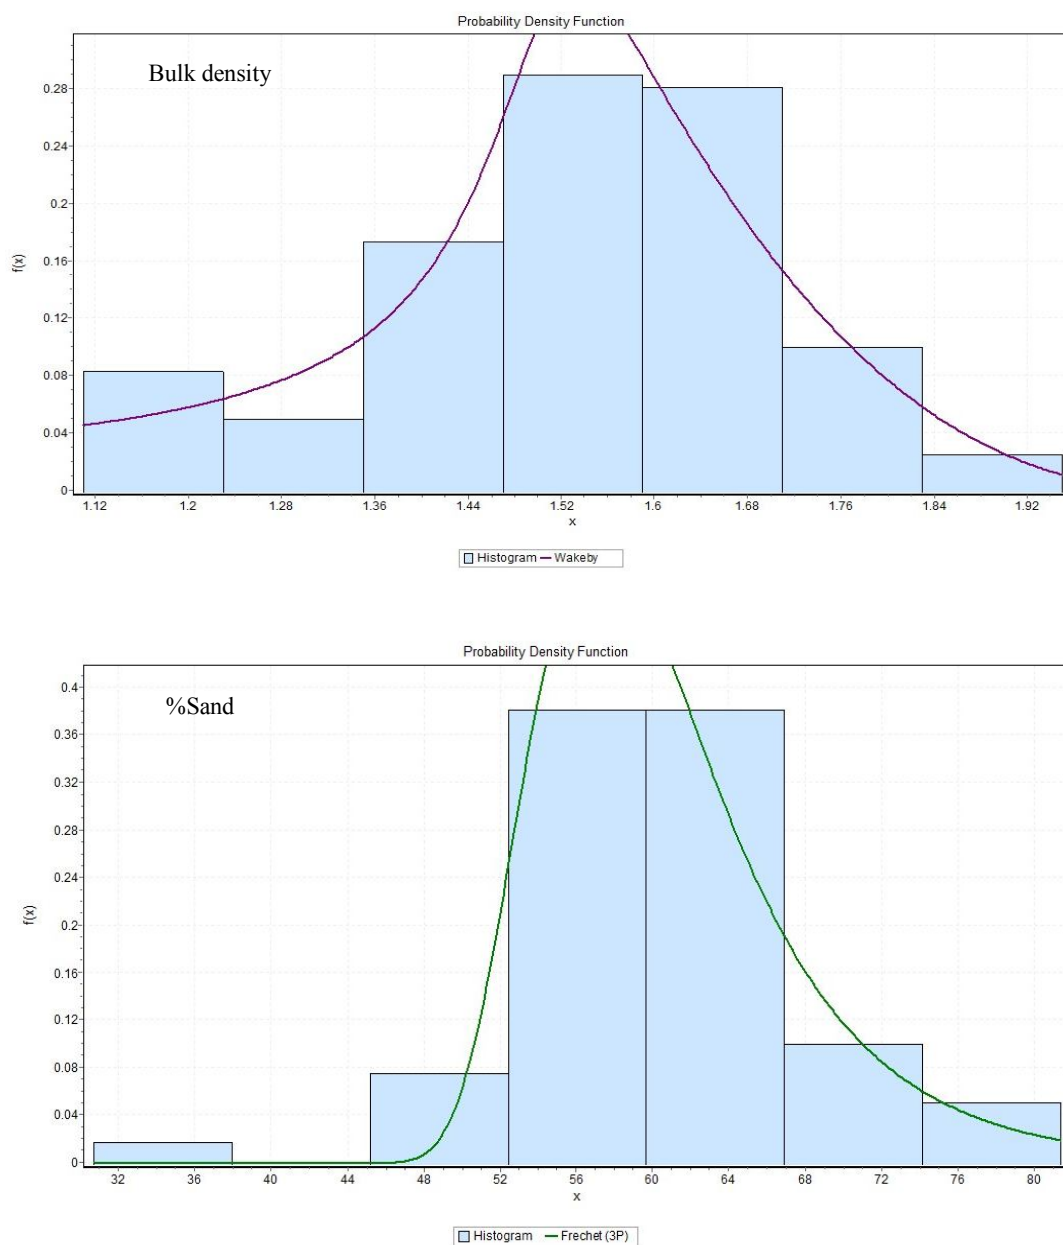 Probability Density Function
Bulk density
0.28
0.24
0.2
0.16
0.12
0.08
0.04
0
f(x)
1.12 1.2 1.28 1.36 1.44 1.52 1.6 1.68 1.76 1.84 1.92
x
Histogram Wakeby
Probability Density Function
%Sand
0.4
0.36
0.32
0.28
0.24
0.2
0.16
0.12
0.08
0.04
0
f(x)
32 36 40 44 48 52 56 60 64 68 72 76 80
x
Histogram Frechet (3P)